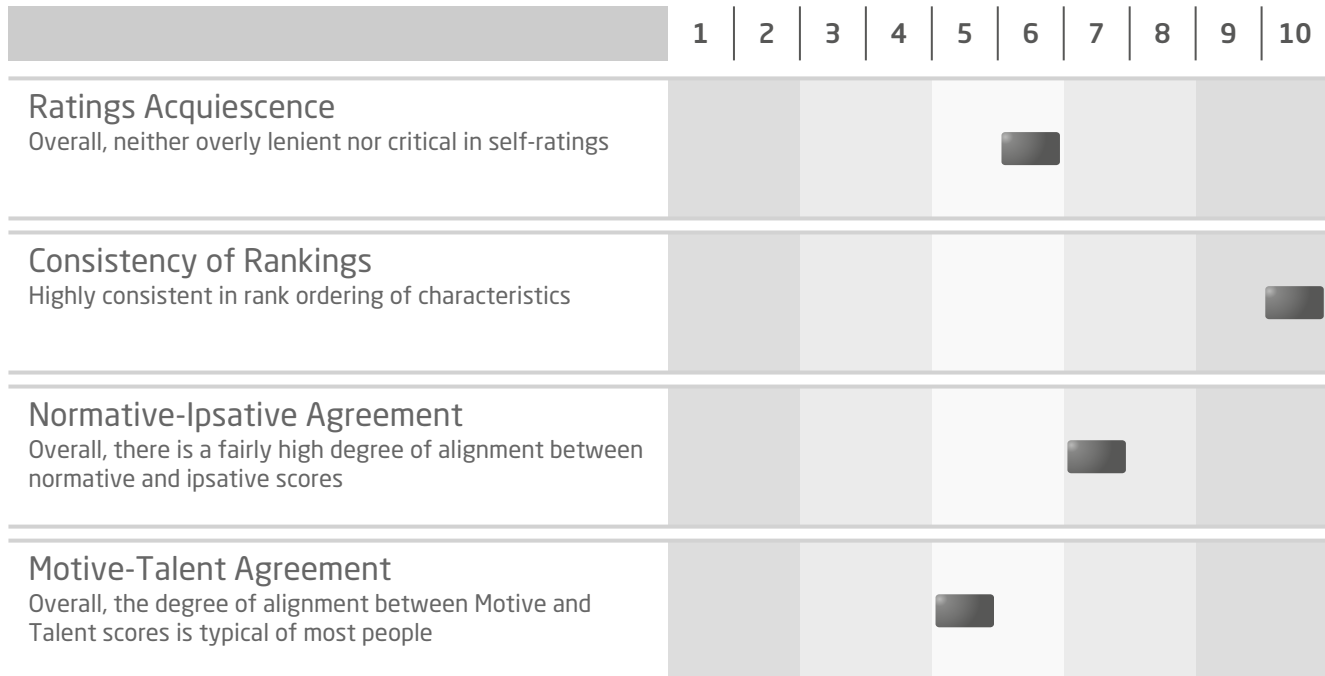 1 2 3 4 5 6 7 8 9 10
Ratings Acquiescence
Overall, neither overly lenient nor critical in self-ratings
Consistency of Rankings
Highly consistent in rank ordering of characteristics
Normative-Ipsative Agreement
Overall, there is a fairly high degree of alignment between
normative and ipsative scores
Motive-Talent Agreement
Overall, the degree of alignment between Motive and
Talent scores is typical of most people